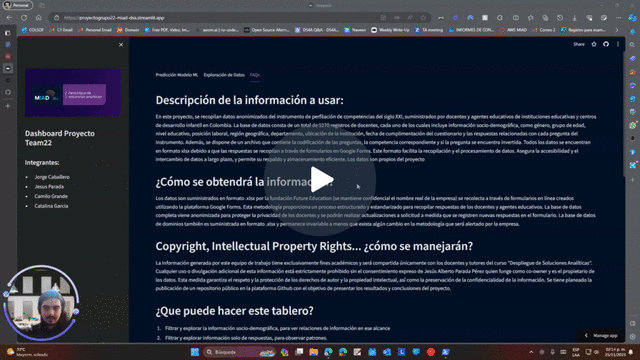 Personal
Streamlit
https://proyectogrupo22-miad-dsa.streamlit.app
COLSOF
C1 Email
Personal Email
Domain
Free PDF, Video, Im...
Open Source Altern...
DS4A Q&A | DS4A...
Naveen
Weekly Write-Up
TA meeting
INFORMES DE CON...
AWS MIAD
Correo 2
Share
MIAD
Dashboard Proyecto
Team22
Integrantes:
Jorge Caballero
Jesus Parada
Camilo Grande
Catalina Garcia
Predicción Modelo ML
Exploración de Datos
FAQs
Descripción de la información a usar:
En este proyecto, se recopilan datos anonimizados del instrumento de perfilación de competencias del siglo XXI, suministrados por docentes y agentes educativos de instituciones educativas y centros
de desarrollo infantil en Colombia. La base de datos consta de un total de registros de docentes, cada uno de los cuales incluye información socio-demográfica, como género, grupo de edad,
nivel educativo, posición laboral, región geográfica, departamento, ubicación de la institución, fecha de cumplimentación del cuestionario y las respuestas relacionadas con cada pregunta del
instrumento. Además, se dispone de un archivo que contiene la codificación de las preguntas, la competencia correspondiente y si la pregunta se encuentra invertida. Todos los datos se encuentran
en formato xlsx debido a que las respuestas se recopilan a través de formularios en Google Forms. Este formato facilita la recopilación y el procesamiento de datos. Asegura la accesibilidad y el
intercambio de datos a largo plazo, y permite su respaldo y almacenamiento eficiente. Los datos son propios del proyecto
¿Cómo se obtendrá la información?
Los datos son suministrados en formato .xlsx por la fundación Future Education (se mantiene confidencial el nombre real de la empresa) se recolecta a través de formularios en línea creados
utilizando la plataforma Google Forms. Esta metodología proporciona un proceso estructurado y estandarizado para recopilar respuestas de los docentes y agentes educativos. La base de datos
completa viene anonimizada para proteger la privacidad de los docentes y se podrán realizar actualizaciones a solicitud a medida que se registren nuevas respuestas en el formulario. La base de datos
de dominios también es suministrada en formato .xlsx y permanece invariable a menos que exista algún cambio en la metodología que será alertado por la empresa.
Copyright, Intellectual Property Rights... ¿cómo se manejarán?
La información generada por este equipo de trabajo tiene exclusivamente fines académicos y será compartida únicamente con los docentes y tutores del curso "Despliegue de Soluciones Analíticas".
Cualquier uso o divulgación adicional de esta información está estrictamente prohibido sin el consentimiento expreso de Jesús Alberto Parada Pérez quien funge como co-owner y es el propietario de
los datos. Esta medida garantiza el respeto y la protección de los derechos de autor y la propiedad intelectual, así como la preservación de la confidencialidad de la información. Se tiene planeado la
publicación de un repositorio público en la plataforma Github con el objetivo de presentar los resultados y conclusiones del proyecto.
¿Que puede hacer este tablero?
1. Filtrar y explorar la información socio-demográfica, para ver relaciones de información en ese alcance
2. Filtrar y explorar información solo de respuestas, para observar patrones.
Manage app
Búsqueda
ESP
LAA